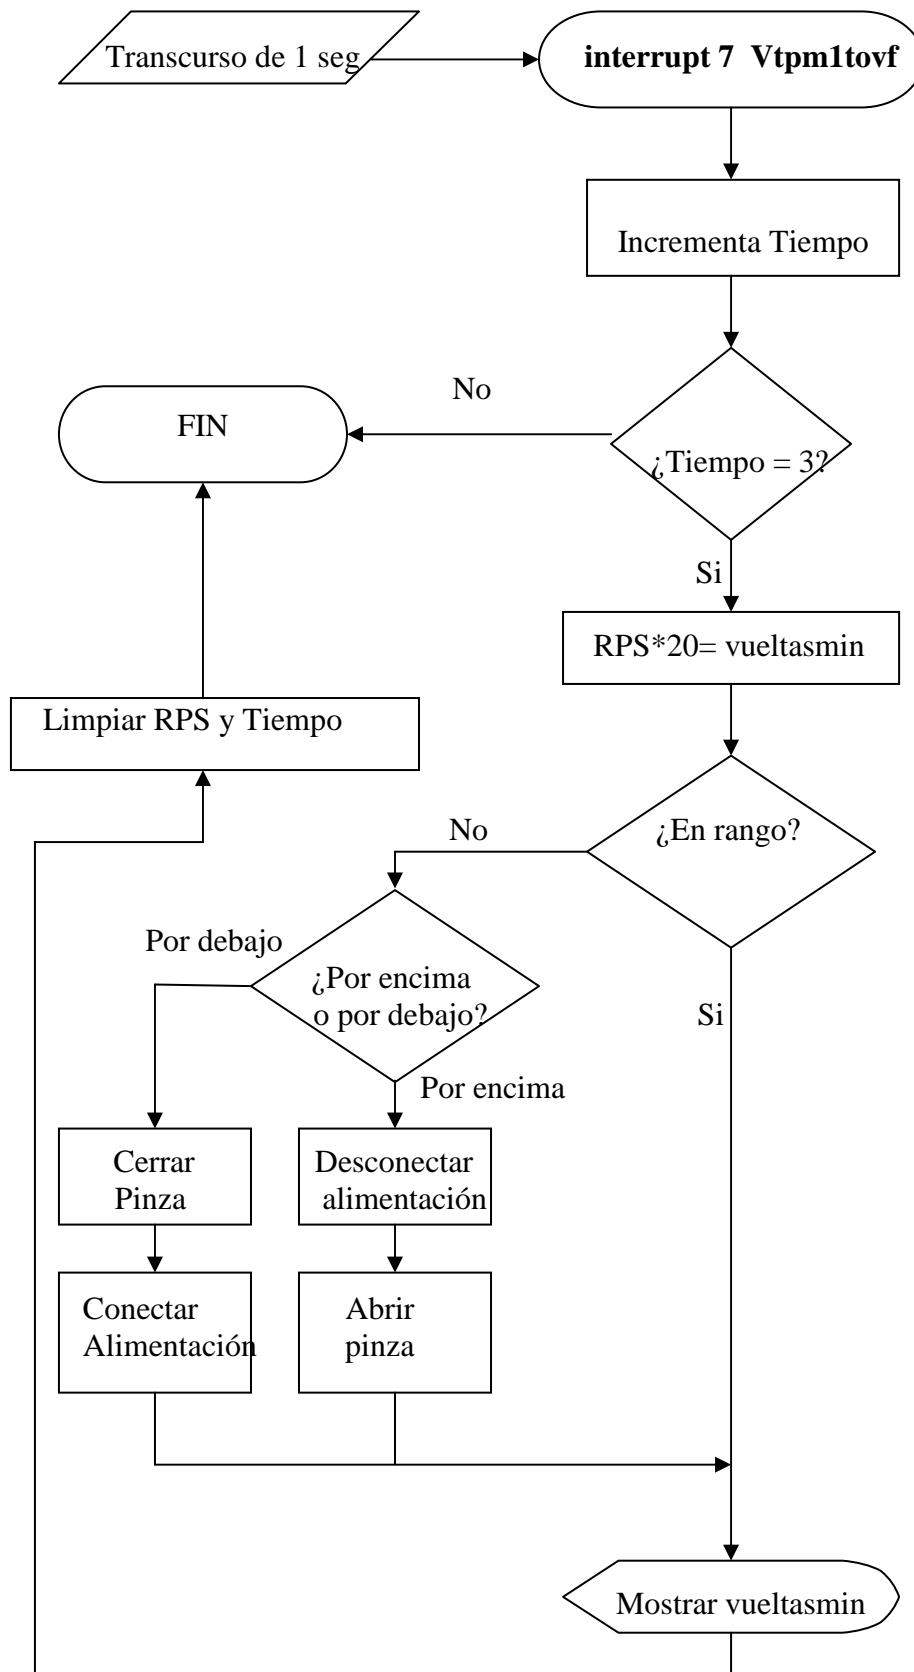 Transcurso de 1 seg
interrupt 7  Vtpm1tovf
Incrementa Tiempo
No
FIN
¿Tiempo = 3?
Si
RPS*20= vueltasmin
Limpiar RPS y Tiempo
¿En rango?
No
Por debajo
¿Por encima
o por debajo?
Si
Por encima
Cerrar
Pinza
Desconectar
alimentación
Conectar
Alimentación
Abrir
pinza
Mostrar vueltasmin